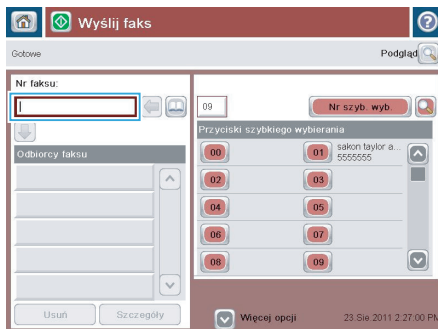 Wyślij faks
Gotowe
Podgląd
Nr faksu:
09
Nr szyb. wyb.
Przyciski szybkiego wybierania
Odbiorcy faksu
00
01
sakon taylor a...
5555555
02
03
04
05
06
07
08
09
Usuń
Szczegóły
Więcej opcji
23 Sie 2011 2:27:00 PM